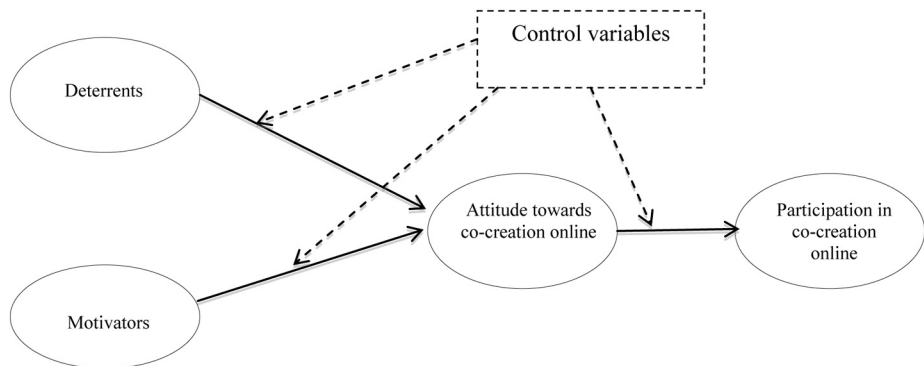 Control variables
Deterrents
Attitude towards
co-creation online
Participation in
co-creation
online
Motivators